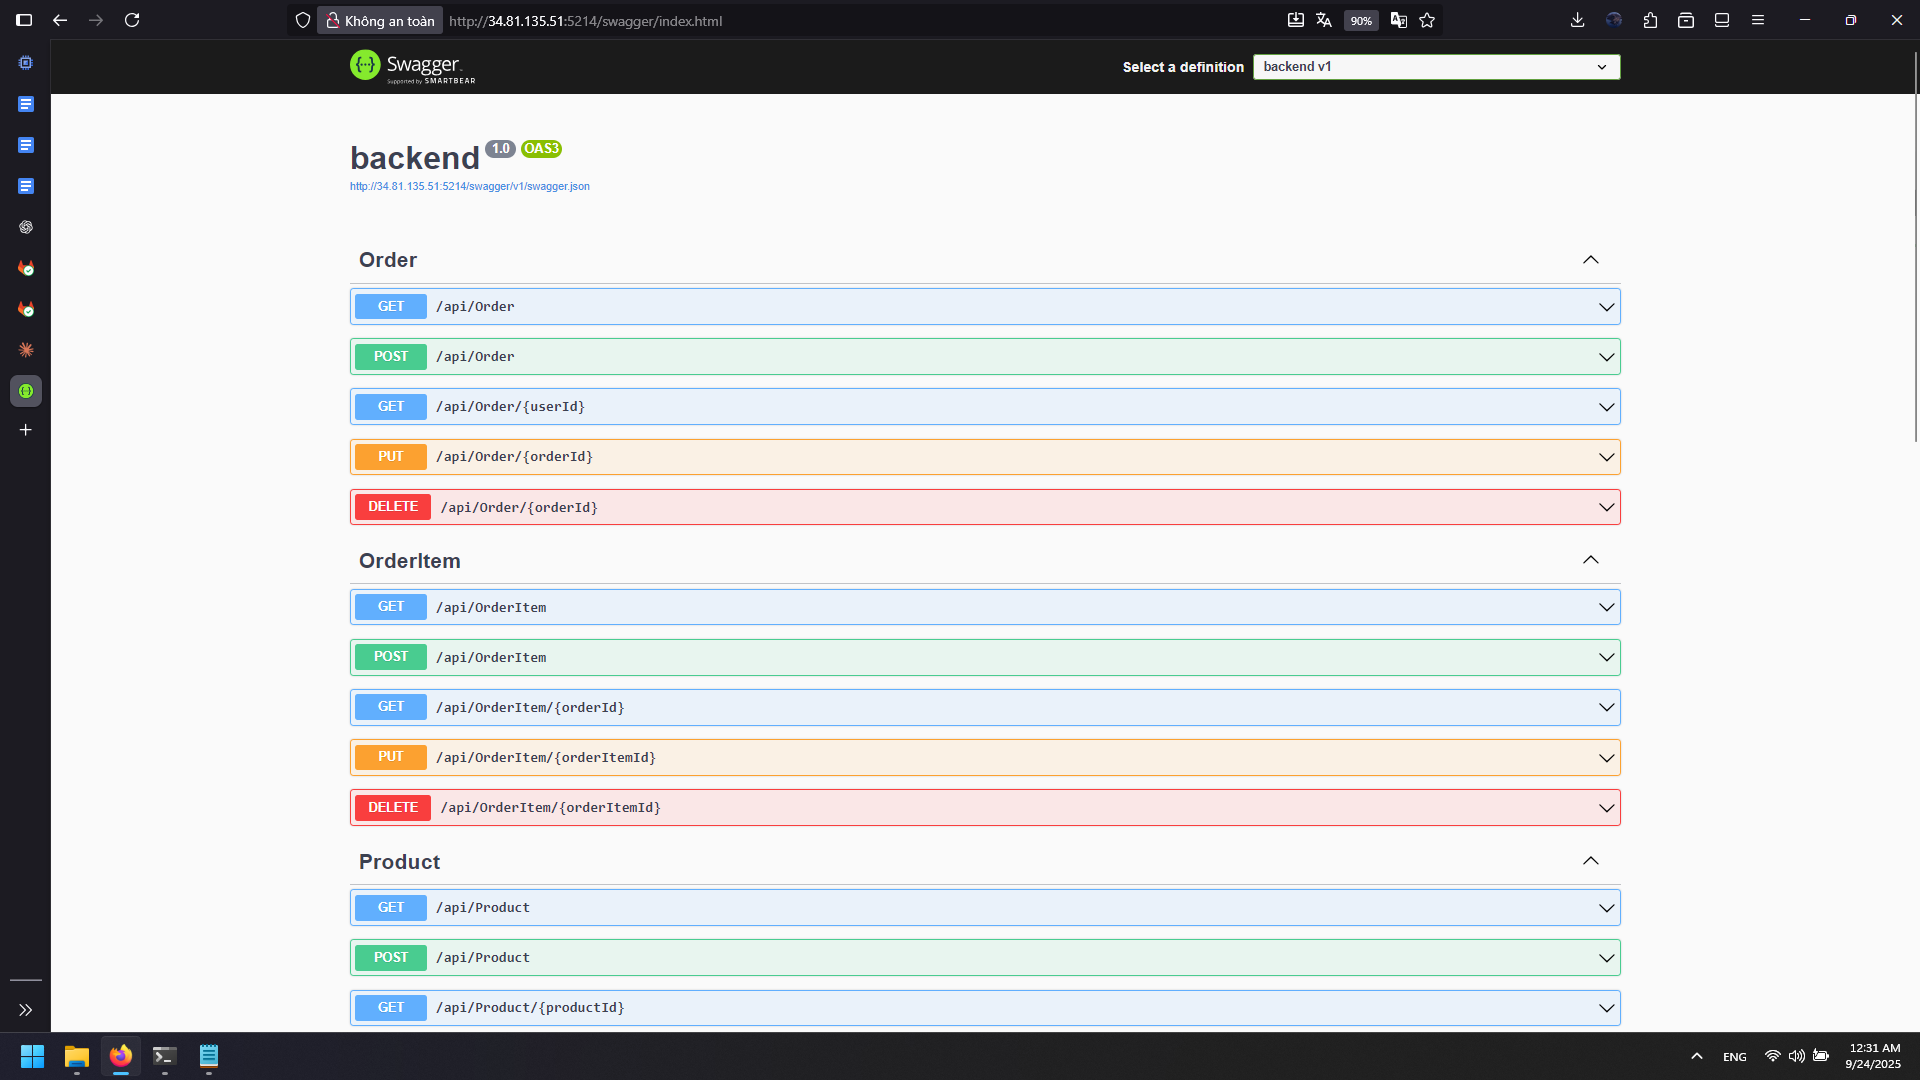 Không an toàn
http://34.81.135.51:5214/swagger/index.html
90%
Swagger
Supported by SMARTBEAR
Select a definition
backend v1
backend 1.0 OAS3
http://34.81.135.51:5214/swagger/v1/swagger.json
Order
GET /api/Order
POST /api/Order
GET /api/Order/{userId}
PUT /api/Order/{orderId}
DELETE /api/Order/{orderId}
OrderItem
GET /api/OrderItem
POST /api/OrderItem
GET /api/OrderItem/{orderId}
PUT /api/OrderItem/{orderItemId}
DELETE /api/OrderItem/{orderItemId}
Product
GET /api/Product
POST /api/Product
GET /api/Product/{productId}
ENG
12:31 AM
9/24/2025